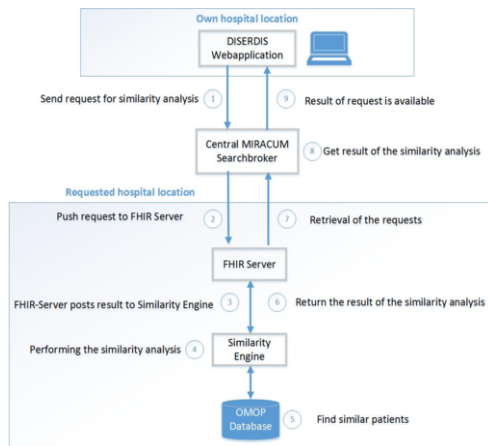 Own hospital location
DISERDIS
Webapplication
Send request for similarity analysis 1
9 Result of request is available
Central MIRACUM
Searchbroker
8 Get result of the similarity analysis
Requested hospital location
Push request to FHIR Server 2
7 Retrieval of the requests
FHIR Server
FHIR-Server posts result to Similarity Engine 3
6 Return the result of the similarity analysis
Performing the similarity analysis 4
Similarity
Engine
OMOP
Database
5 Find similar patients